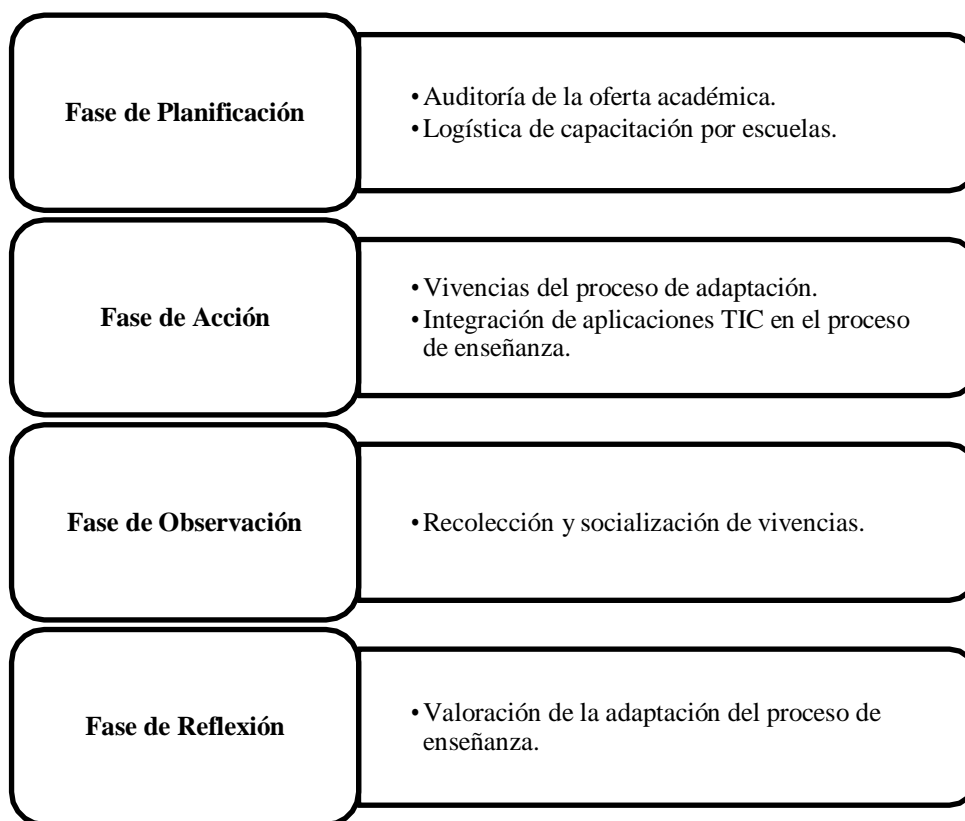 Fase de Planificación
•Auditoría de la oferta académica.
•Logística de capacitación por escuelas.
Fase de Acción
•Vivencias del proceso de adaptación.
•Integración de aplicaciones TIC en el proceso
de enseñanza.
Fase de Observación
•Recolección y socialización de vivencias.
Fase de Reflexión
•Valoración de la adaptación del proceso de
enseñanza.